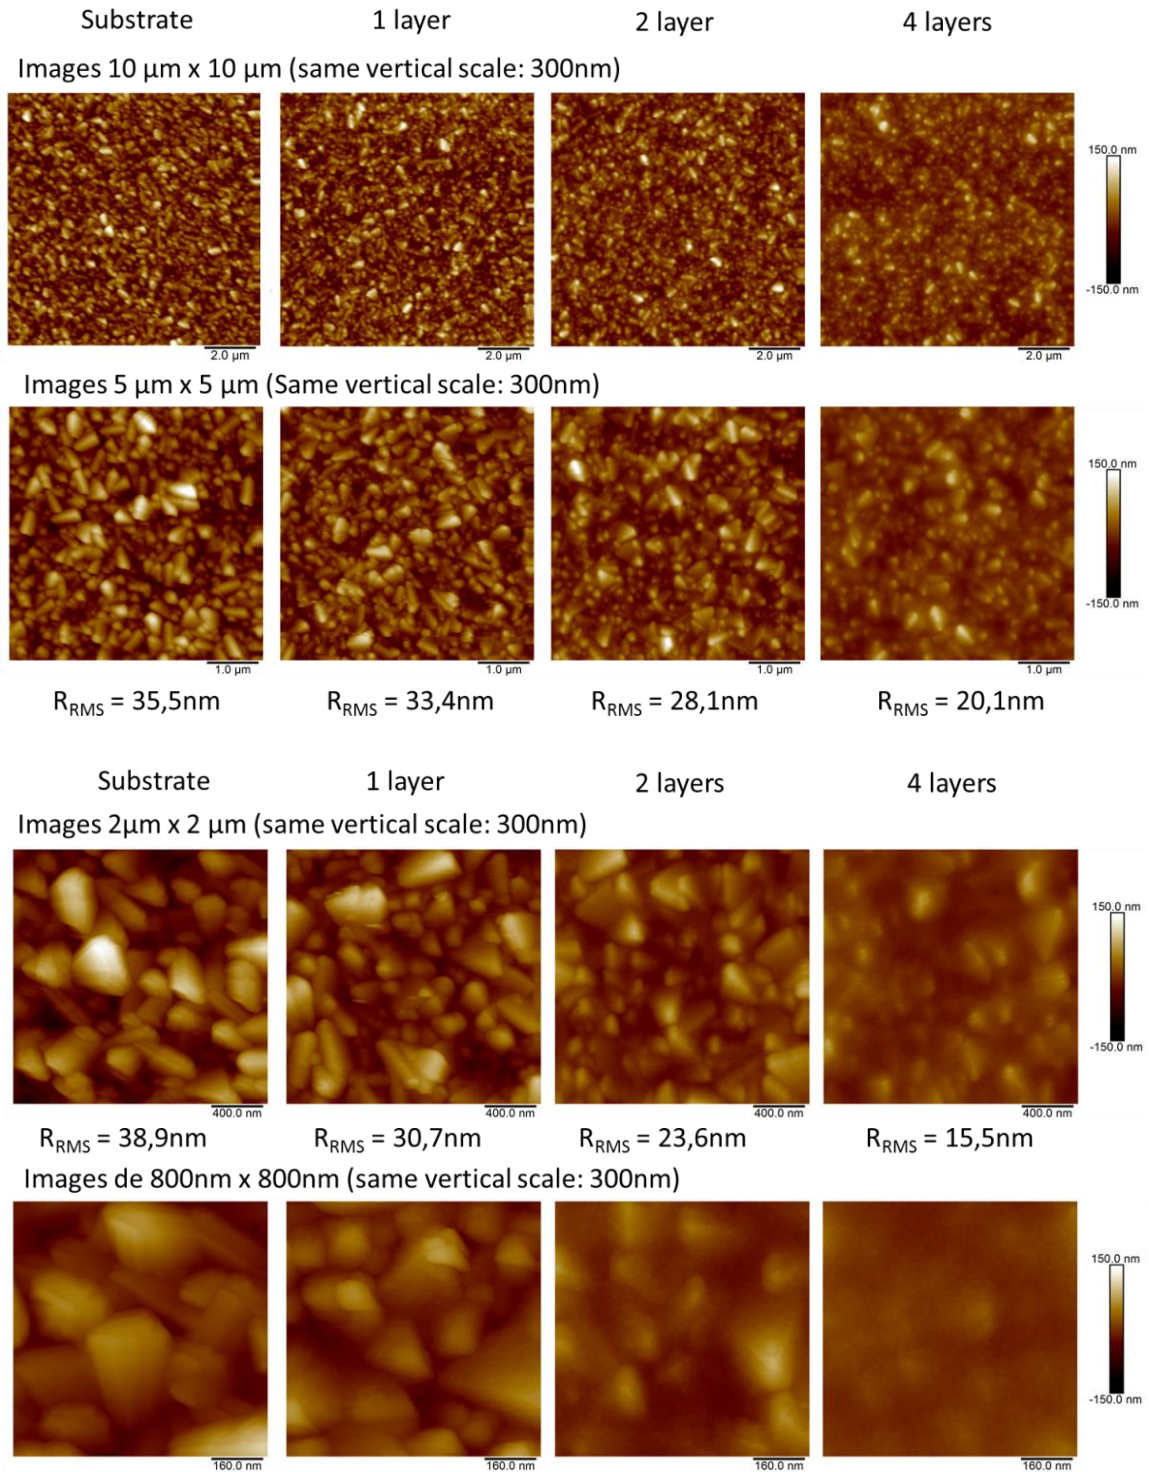 Substrate 1 layer 2 layer 4 layers
Images 10 µm x 10 µm (same vertical scale: 300nm)
150.0 nm
-150.0 nm
2.0 µm 2.0 µm 2.0 µm 2.0 µm
Images 5 µm x 5 µm (Same vertical scale: 300nm)
150.0 nm
-150.0 nm
1.0 µm 1.0 µm 1.0 µm 1.0 µm
RRMS = 35,5nm RRMS = 33,4nm RRMS = 28,1nm RRMS = 20,1nm
Substrate 1 layer 2 layers 4 layers
Images 2µm x 2 µm (same vertical scale: 300nm)
150.0 nm
-150.0 nm
400.0 nm 400.0 nm 400.0 nm 400.0 nm
RRMS = 38,9nm RRMS = 30,7nm RRMS = 23,6nm RRMS = 15,5nm
Images de 800nm x 800nm (same vertical scale: 300nm)
150.0 nm
-150.0 nm
160.0 nm 160.0 nm 160.0 nm 160.0 nm